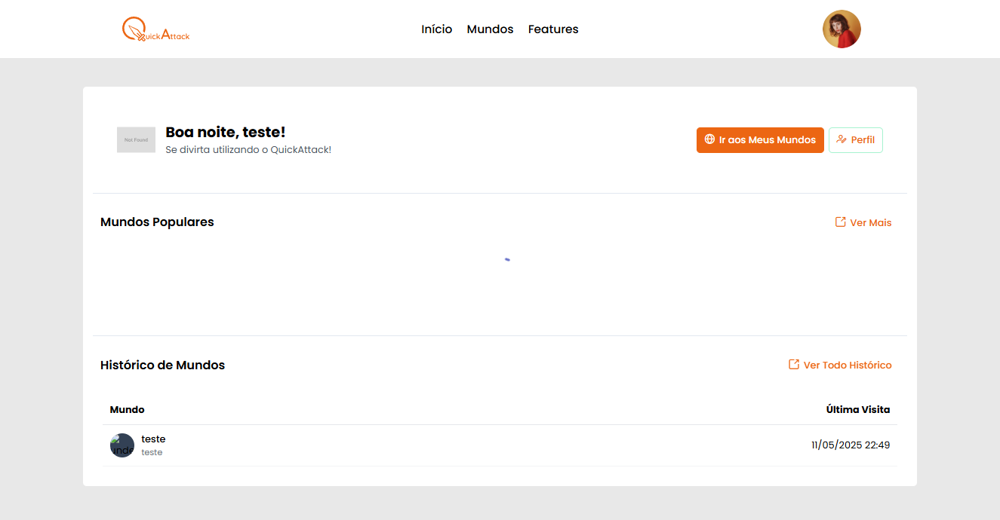 QuickAttack
Início Mundos Features
Not Found
Boa noite, teste!
Se divirta utilizando o QuickAttack!
Ir aos Meus Mundos
Perfil
Mundos Populares
Ver Mais
Histórico de Mundos
Ver Todo Histórico
Mundo Última Visita
unde
teste
teste
11/05/2025 22:49